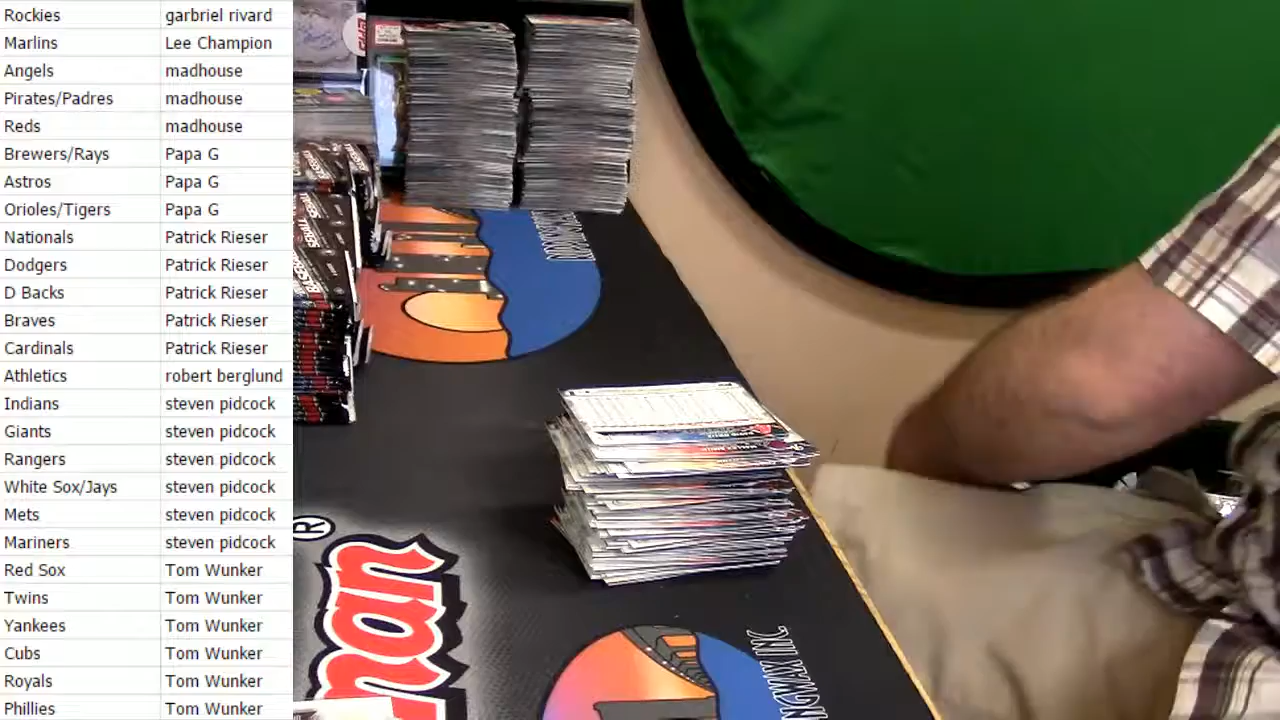 Rockies garbriel rivard
Marlins Lee Champion
Angels madhouse
Pirates/Padres madhouse
Reds madhouse
Brewers/Rays Papa G
Astros Papa G
Orioles/Tigers Papa G
Nationals Patrick Rieser
Dodgers Patrick Rieser
D Backs Patrick Rieser
Braves Patrick Rieser
Cardinals Patrick Rieser
Athletics robert berglund
Indians steven pidcock
Giants steven pidcock
Rangers steven pidcock
White Sox/Jays steven pidcock
Mets steven pidcock
Mariners steven pidcock
Red Sox Tom Wunker
Twins Tom Wunker
Yankees Tom Wunker
Cubs Tom Wunker
Royals Tom Wunker
Phillies Tom Wunker
®
nan
NGWAX INC